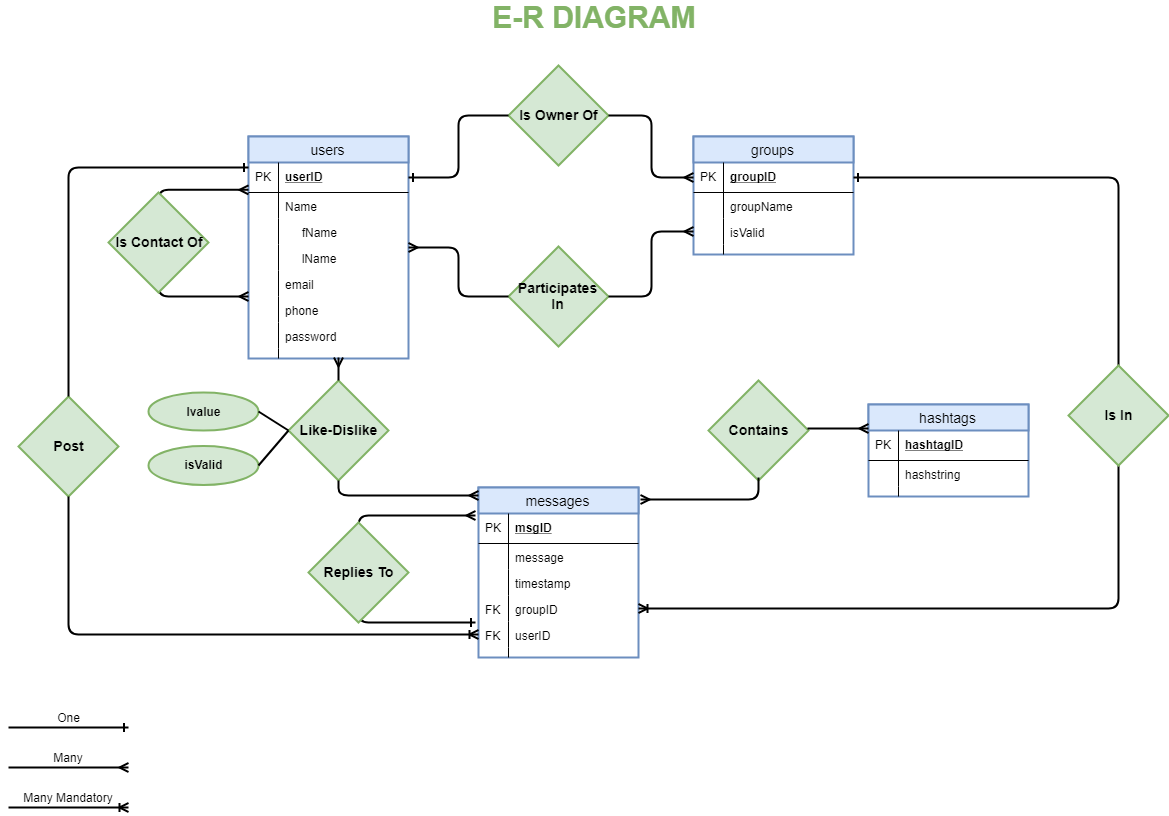 E-R DIAGRAM
Is Owner Of
users
groups
PK userID
PK groupID
Name
groupName
fName
isValid
Is Contact Of
lName
email
Participates
In
phone
password
lvalue
isValid
Like-Dislike
Post
Contains
hashtags
PK hashtagID
hashstring
Is In
messages
PK msgID
message
Replies To
timestamp
FK groupID
FK userID
One
Many
Many Mandatory